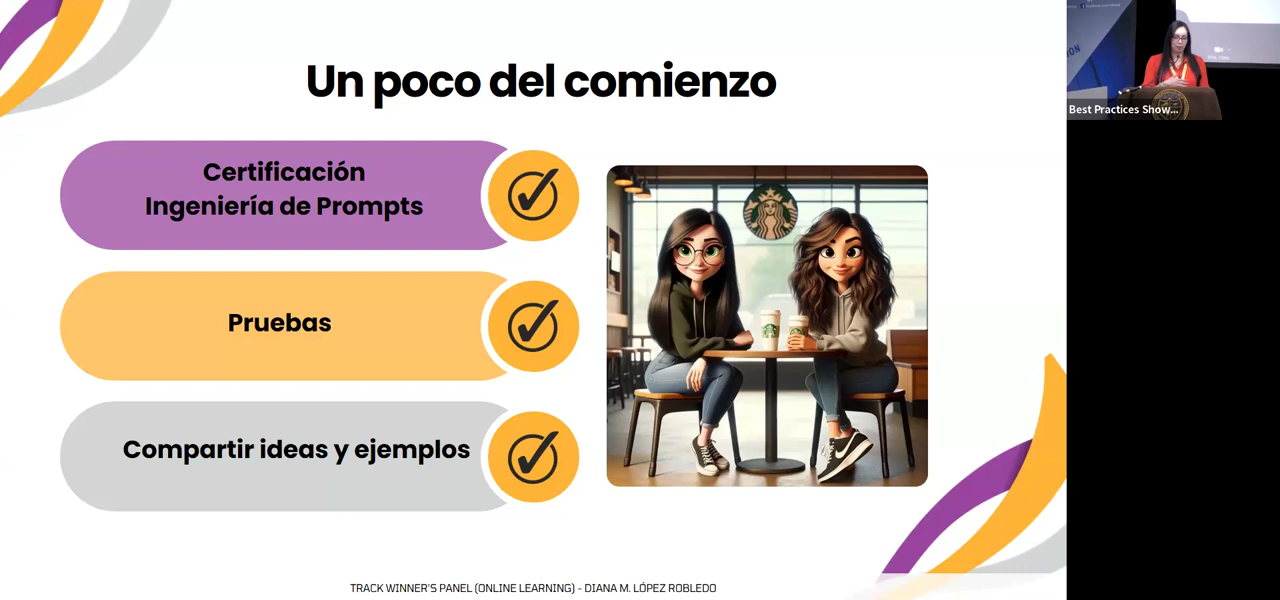 Un poco del comienzo
Certificación
Ingeniería de Prompts
Pruebas
Compartir ideas y ejemplos
TRACK WINNER'S PANEL (ONLINE LEARNING) - DIANA M. LÓPEZ ROBLEDO
Best Practices Show...